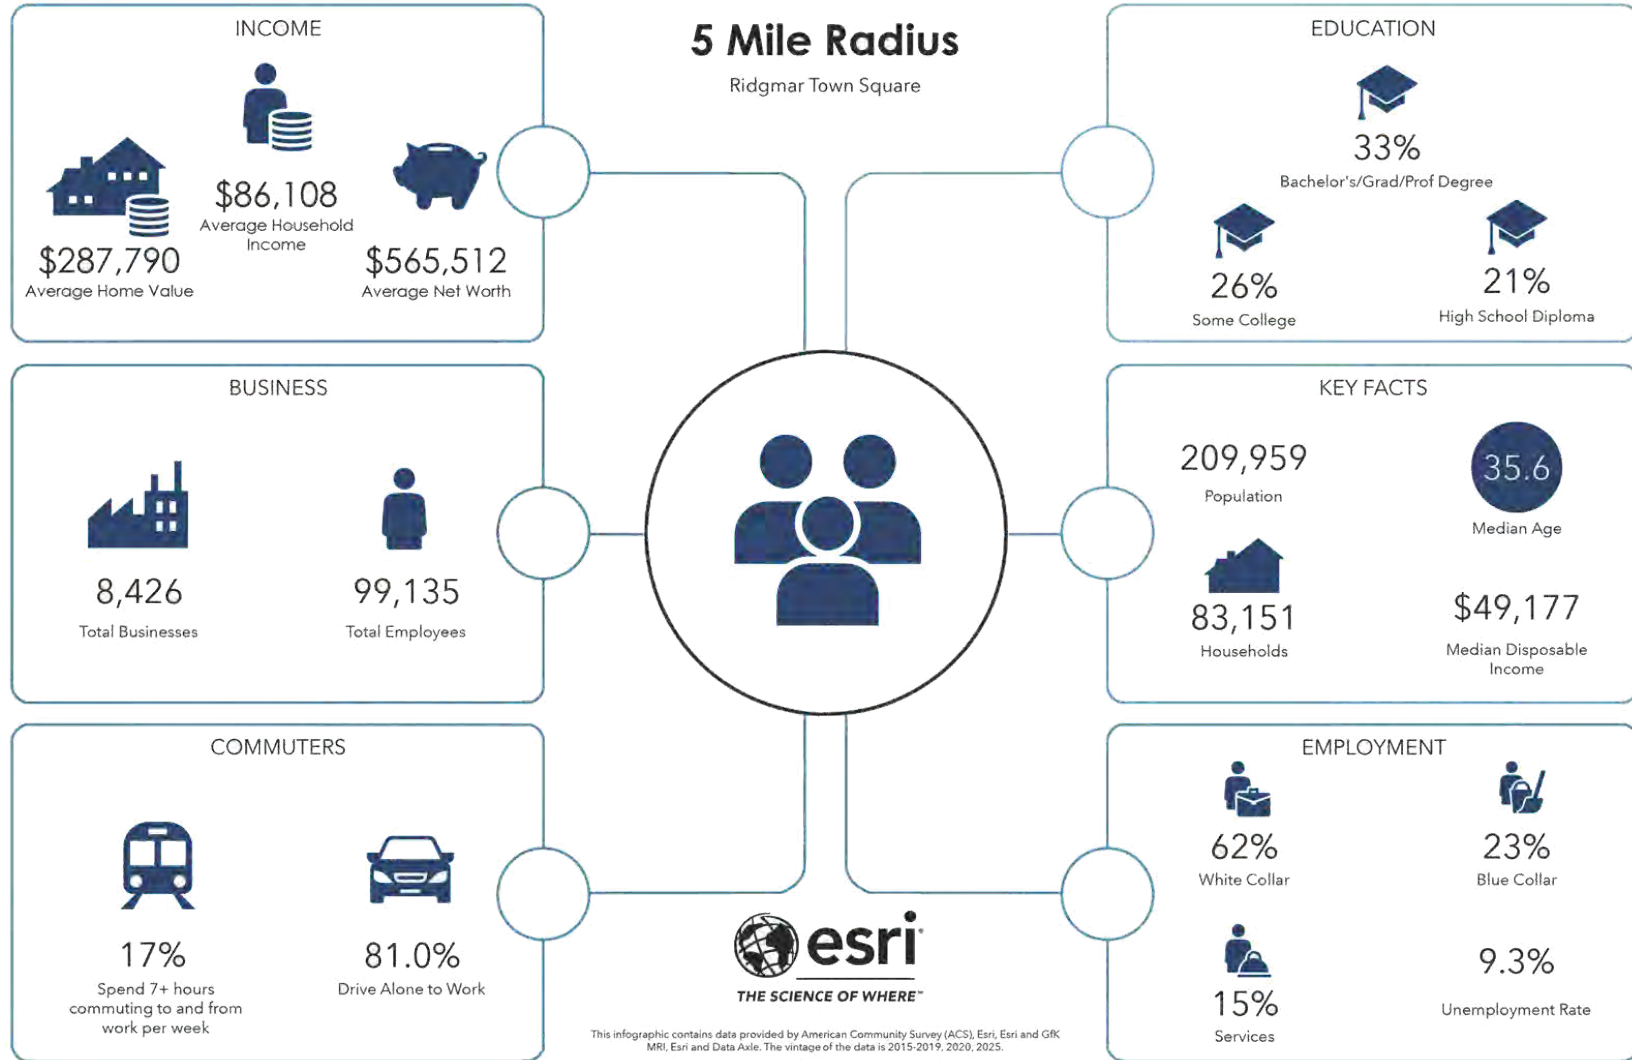 5 Mile Radius
Ridgmar Town Square
INCOME
$86,108
Average Household
Income
$287,790
Average Home Value
$565,512
Average Net Worth
EDUCATION
33%
Bachelor's/Grad/Prof Degree
26%
Some College
21%
High School Diploma
BUSINESS
8,426
Total Businesses
99,135
Total Employees
KEY FACTS
209,959
Population
35.6
Median Age
83,151
Households
$49,177
Median Disposable
Income
COMMUTERS
17%
Spend 7+ hours
commuting to and from
work per week
81.0%
Drive Alone to Work
EMPLOYMENT
62%
White Collar
23%
Blue Collar
15%
Services
9.3%
Unemployment Rate
esri
THE SCIENCE OF WHERE™
This infographic contains data provided by American Community Survey (ACS), Esri, Esri and GfK
MRI, Esri and Data Axle. The vintage of the data is 2015-2019, 2020, 2025.